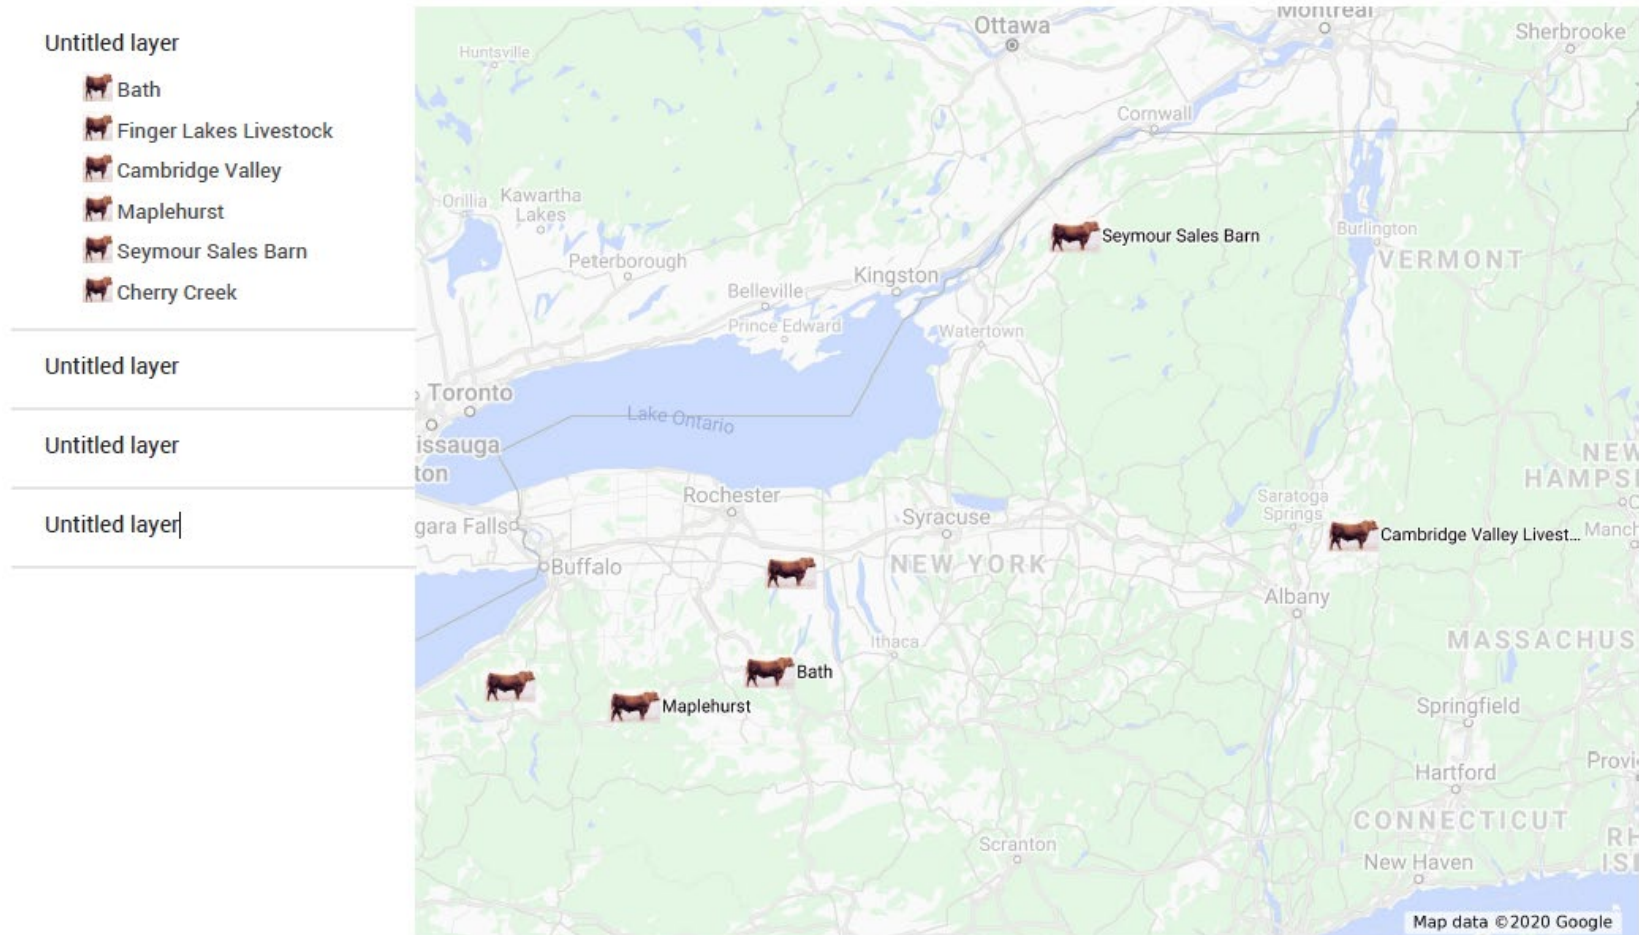 Untitled layer
Bath
Finger Lakes Livestock
Cambridge Valley
Maplehurst
Seymour Sales Barn
Cherry Creek
Untitled layer
Untitled layer
Untitled layer
Ottawa
Montreal
Sherbrooke
Huntsville
Cornwall
Orillia
Kawartha
Lakes
Seymour Sales Barn
Burlington
VERMONT
Peterborough
Kingston
Belleville
Prince Edward
Watertown
Toronto
Lake Ontario
issauga
ton
NEW
HAMPS
Rochester
Saratoga
Springs
Syracuse
gara Falls
Cambridge Valley Livest...
Manch
Buffalo
NEW YORK
Albany
Ithaca
MASSACHUS
Bath
Maplehurst
Springfield
Hartford
Provi
CONNECTICUT
RH
ISL
Scranton
New Haven
Map data ©2020 Google